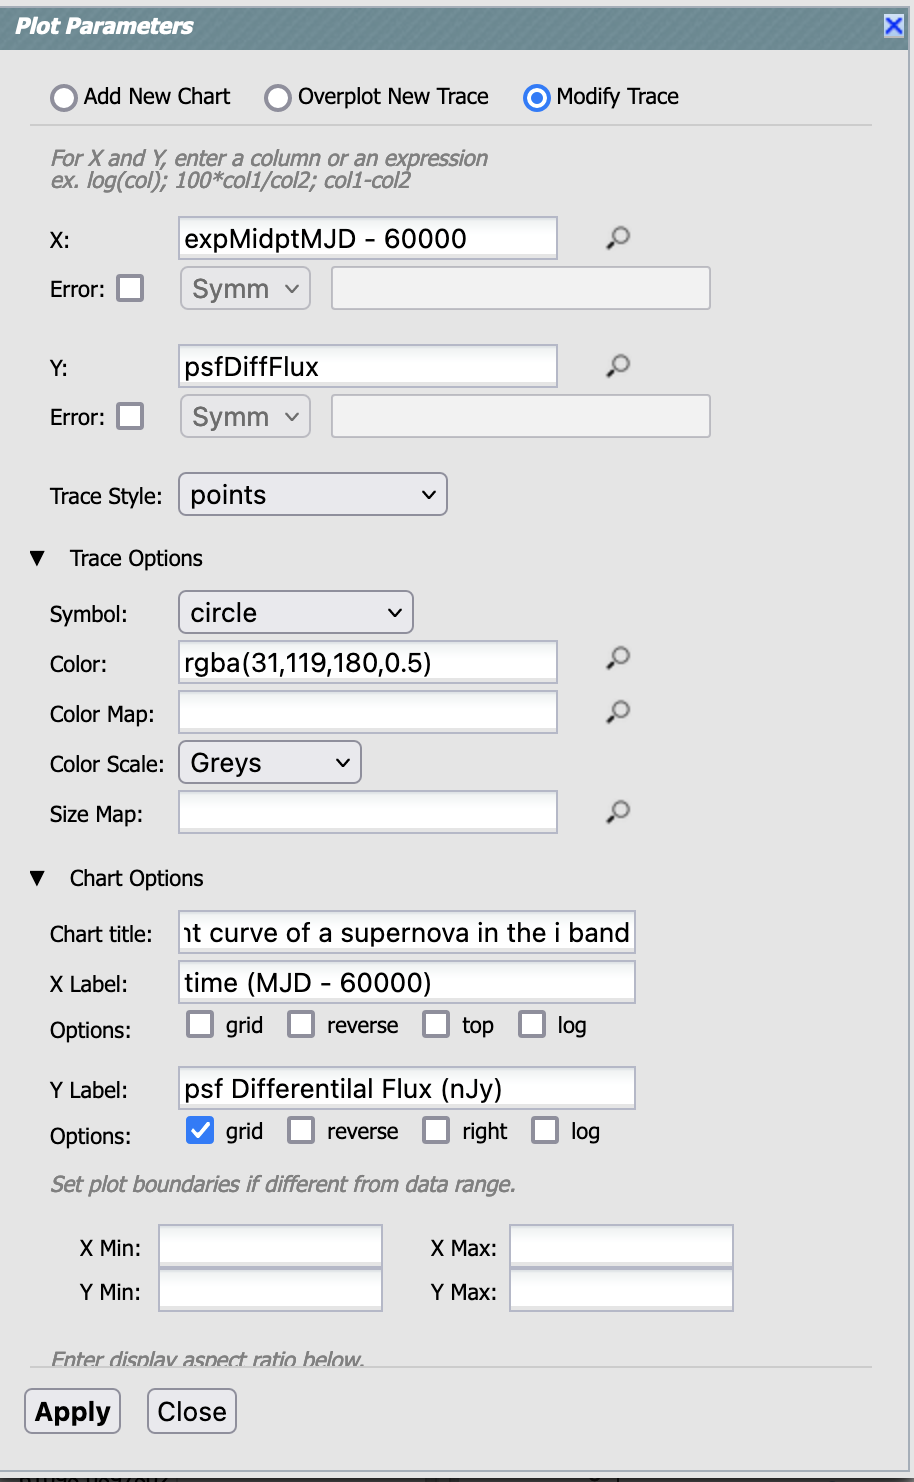 Plot Parameters
Add New Chart Overplot New Trace Modify Trace
For X and Y, enter a column or an expression
ex. log(col); 100*col1/col2; col1-col2
X: expMidptMJD - 60000
Error: Symm
Y: psfDiffFlux
Error: Symm
Trace Style: points
Trace Options
Symbol: circle
Color: rgba(31,119,180,0.5)
Color Map:
Color Scale: Greys
Size Map:
Chart Options
Chart title: ht curve of a supernova in the i band
X Label: time (MJD - 60000)
Options: grid reverse top log
Y Label: psf Differentilal Flux (nJy)
Options: grid reverse right log
Set plot boundaries if different from data range.
X Min: X Max:
Y Min: Y Max:
Enter display aspect ratio below.
Apply Close